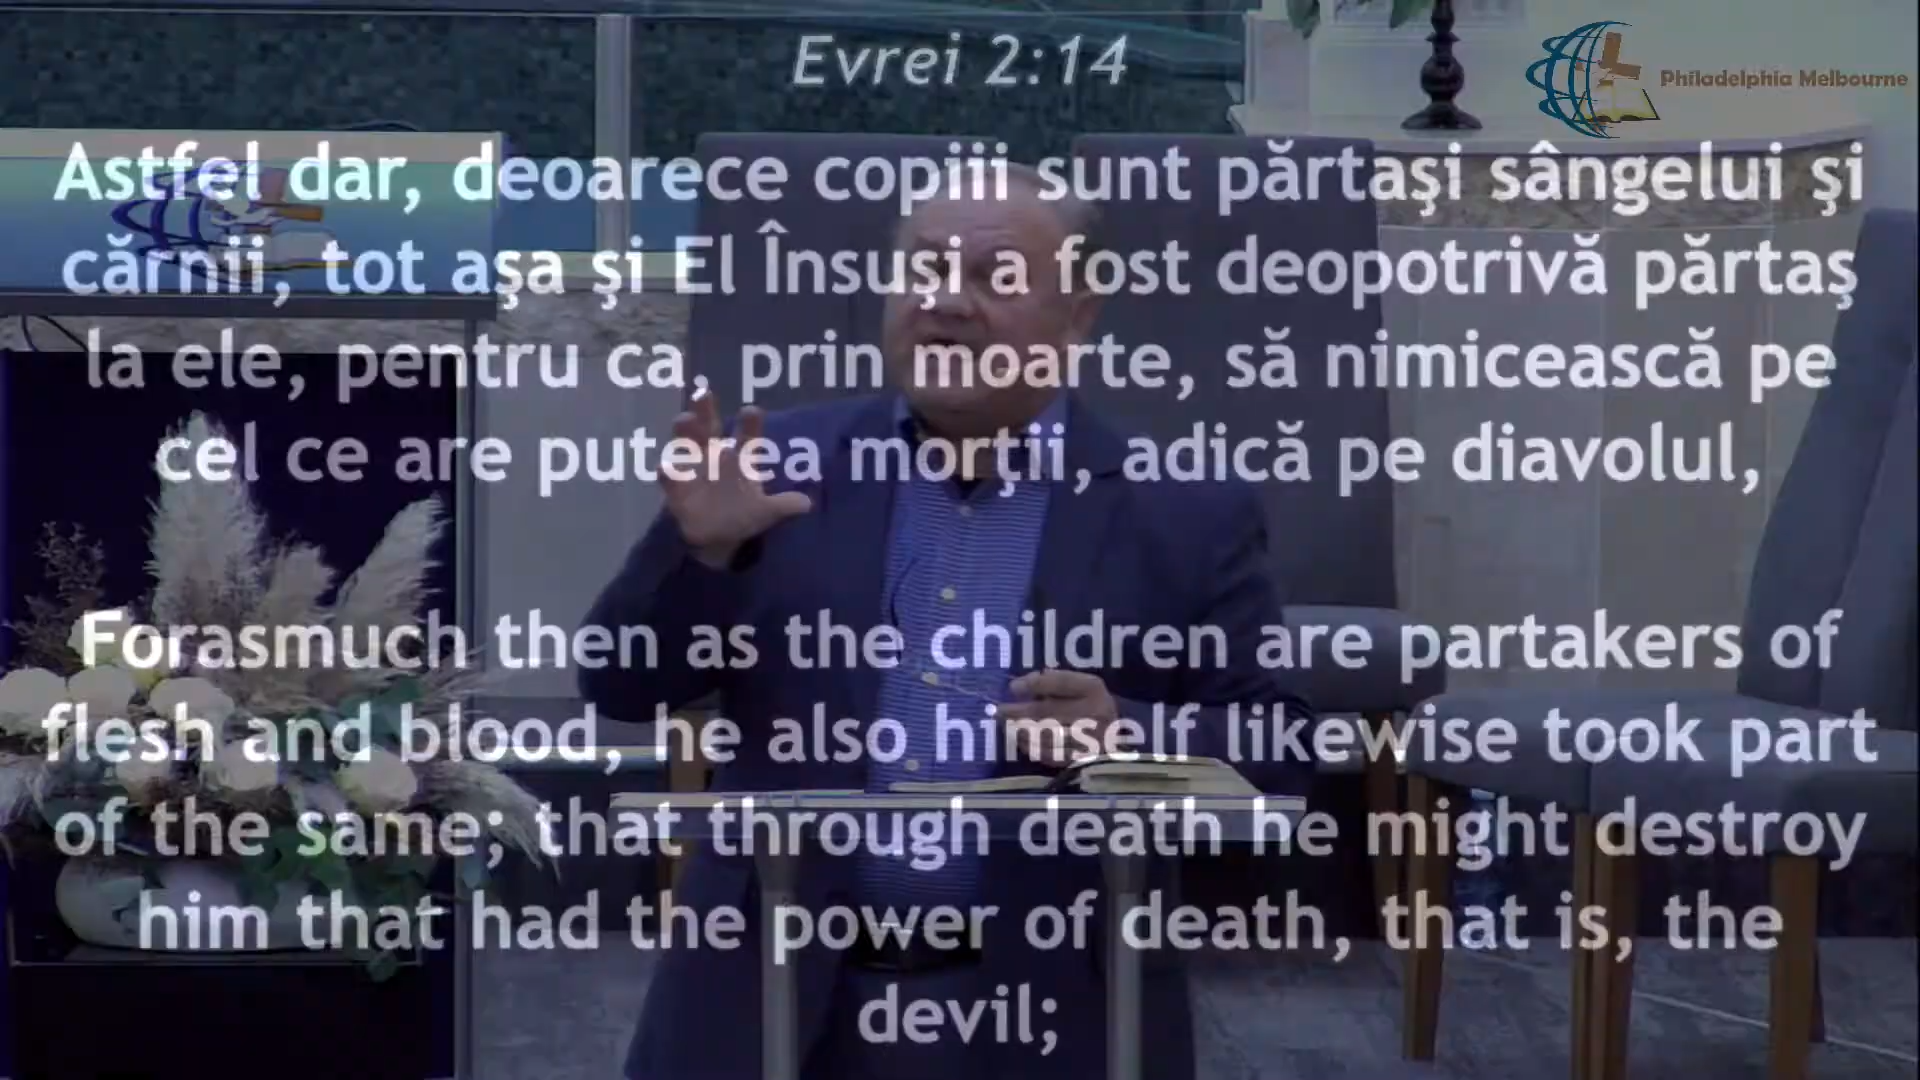 Evrei 2:14
Philadelphia Melbourne
Astfel dar, deoarece copiii sunt părtaşi sângelui şi
cărnii, tot aşa şi El Însuşi a fost deopotrivă părtaş
la ele, pentru ca, prin moarte, să nimicească pe
cel ce are puterea morţii, adică pe diavolul,
Forasmuch then as the children are partakers of
flesh and blood, he also himself likewise took part
of the same; that through death he might destroy
him that had the power of death, that is, the
devil;